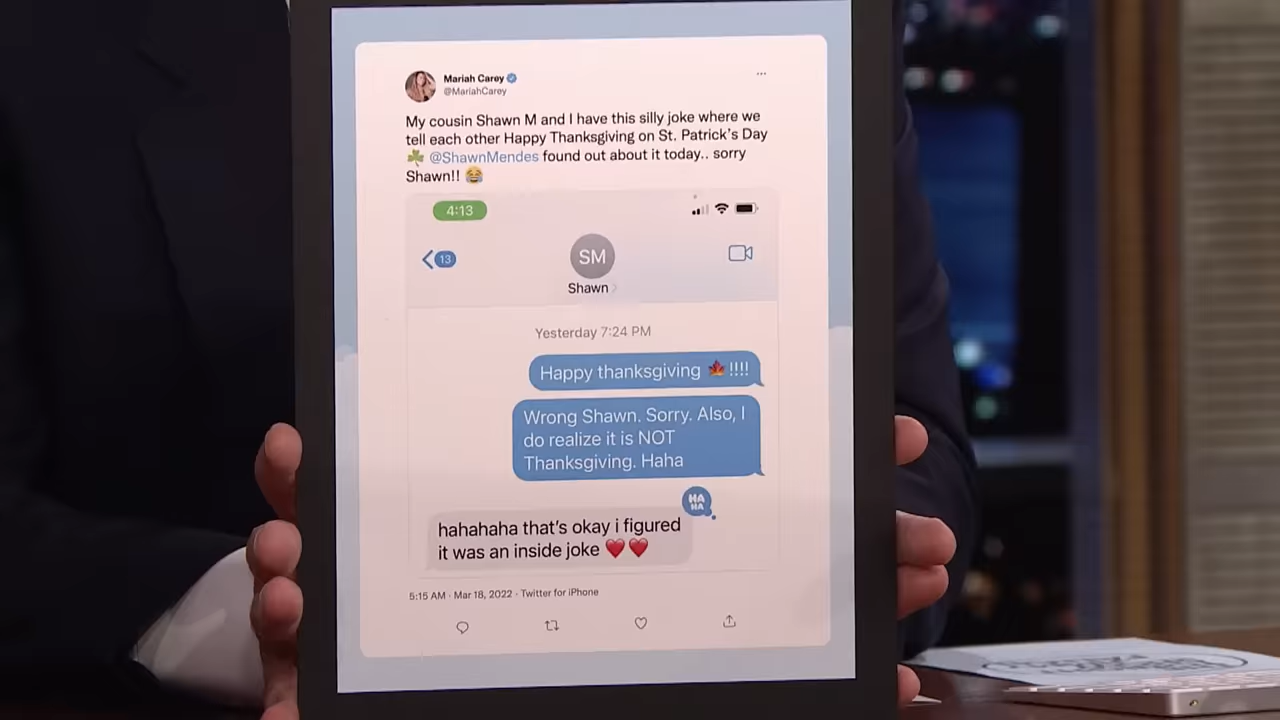 Mariah Carey
@MariahCarey
My cousin Shawn M and I have this silly joke where we
tell each other Happy Thanksgiving on St. Patrick's Day
☘️ @ShawnMendes found out about it today.. sorry
Shawn!! 😂
4:13
13
SM
Shawn
Yesterday 7:24 PM
Happy thanksgiving 🍁 !!!!
Wrong Shawn. Sorry. Also, I
do realize it is NOT
Thanksgiving. Haha
HA
HA
hahahaha that's okay i figured
it was an inside joke ❤️❤️
5:15 AM · Mar 18, 2022 · Twitter for iPhone